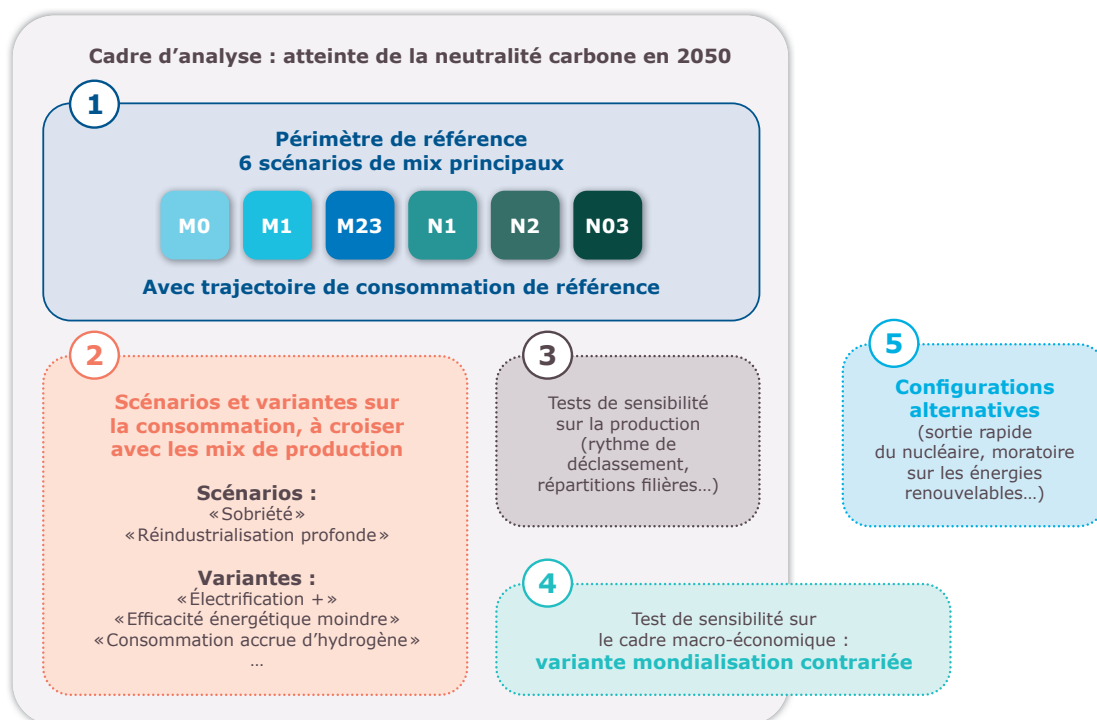 Cadre d’analyse : atteinte de la neutralité carbone en 2050
1
Périmètre de référence
6 scénarios de mix principaux
M0 M1 M23 N1 N2 N03
Avec trajectoire de consommation de référence
2
Scénarios et variantes sur
la consommation, à croiser
avec les mix de production
Scénarios :
«Sobriété»
«Réindustrialisation profonde»
Variantes :
«Électrification +»
«Efficacité énergétique moindre»
«Consommation accrue d’hydrogène»
…
3
Tests de sensibilité
sur la production
(rythme de
déclassement,
répartitions filières…)
4
Test de sensibilité sur
le cadre macro-économique :
variante mondialisation contrariée
5
Configurations
alternatives
(sortie rapide
du nucléaire, moratoire
sur les énergies
renouvelables…)